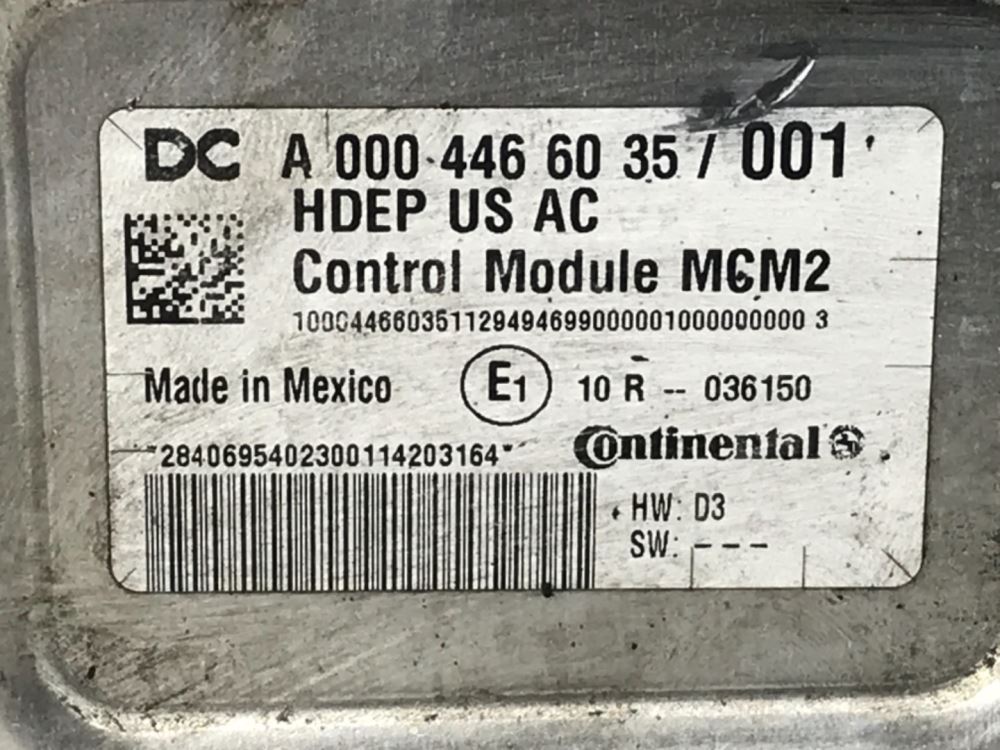 DC A 000 446 60 35 / 001
HDEP US AC
Control Module MCM2
10004466035112949469900000100000000 3
Made in Mexico E1 10 R -- 036150
*2840695402300114203164*
Continental
HW: D3
SW: ---